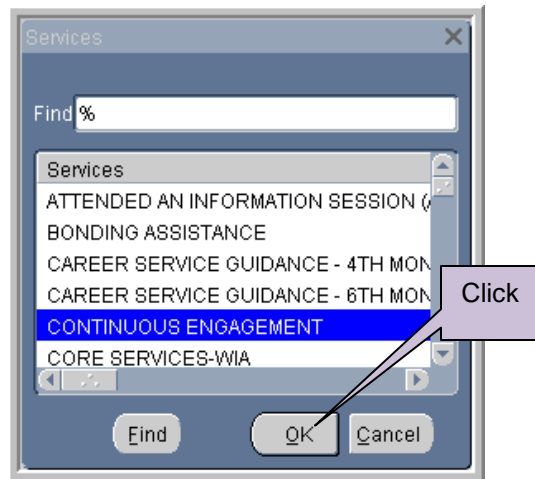 Services
Find %
Services
ATTENDED AN INFORMATION SESSION (
BONDING ASSISTANCE
CAREER SERVICE GUIDANCE - 4TH MON
CAREER SERVICE GUIDANCE - 6TH MON
CONTINUOUS ENGAGEMENT
CORE SERVICES-WIA
Click
Find OK Cancel